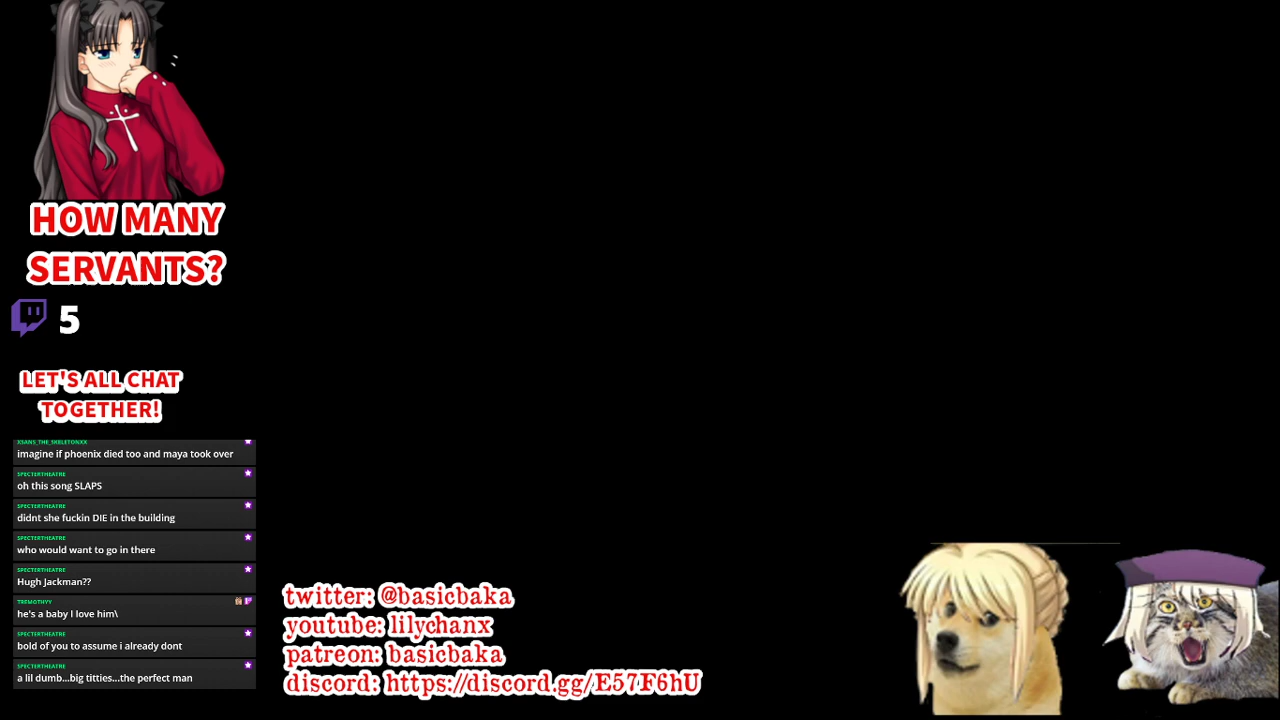 HOW MANY
SERVANTS?
5
LET'S ALL CHAT
TOGETHER!
XSANS_THE_SKELETONXX
imagine if phoenix died too and maya took over
SPECTERTHEATRE
oh this song SLAPS
SPECTERTHEATRE
didnt she fuckin DIE in the building
SPECTERTHEATRE
who would want to go in there
SPECTERTHEATRE
Hugh Jackman??
TREMOTHYY
he's a baby I love him\
SPECTERTHEATRE
bold of you to assume i already dont
SPECTERTHEATRE
a lil dumb...big titties...the perfect man
twitter: @basicbaka
youtube: lilychanx
patreon: basicbaka
discord: https://discord.gg/E57F6hU